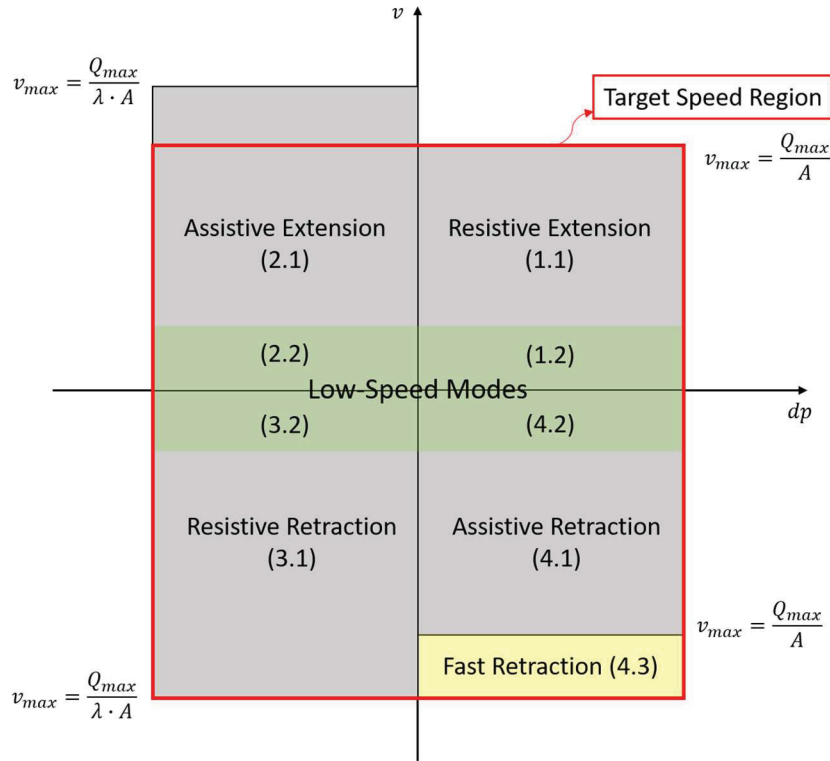 v
v_max = Q_max / (λ · A)
Target Speed Region
v_max = Q_max / A
Assistive Extension
(2.1)
Resistive Extension
(1.1)
(2.2)
(1.2)
Low-Speed Modes
dp
(3.2)
(4.2)
Resistive Retraction
(3.1)
Assistive Retraction
(4.1)
v_max = Q_max / A
Fast Retraction (4.3)
v_max = Q_max / (λ · A)